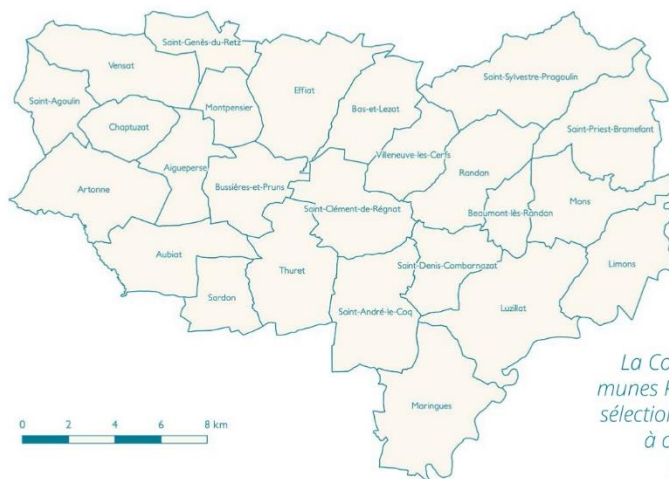 Saint-Genès-du-Retz
Vensat
Effiat
Saint-Sylvestre-Pragoulin
Saint-Agoulin
Montpensier
Bas-et-Lezat
Chaptuzat
Saint-Priest-Bramefant
Villeneuve-les-Cerfs
Aigueperse
Randan
Artonne
Bussières-et-Pruns
Mons
Saint-Clément-de-Régnat
Beaumont-lès-Randan
Aubiat
Limons
Saint-Denis-Combarnazat
Thuret
Sardon
Luzillat
Saint-André-le-Coq
La Co
munes
sélection
à c
Maringues
0 2 4 6 8 km